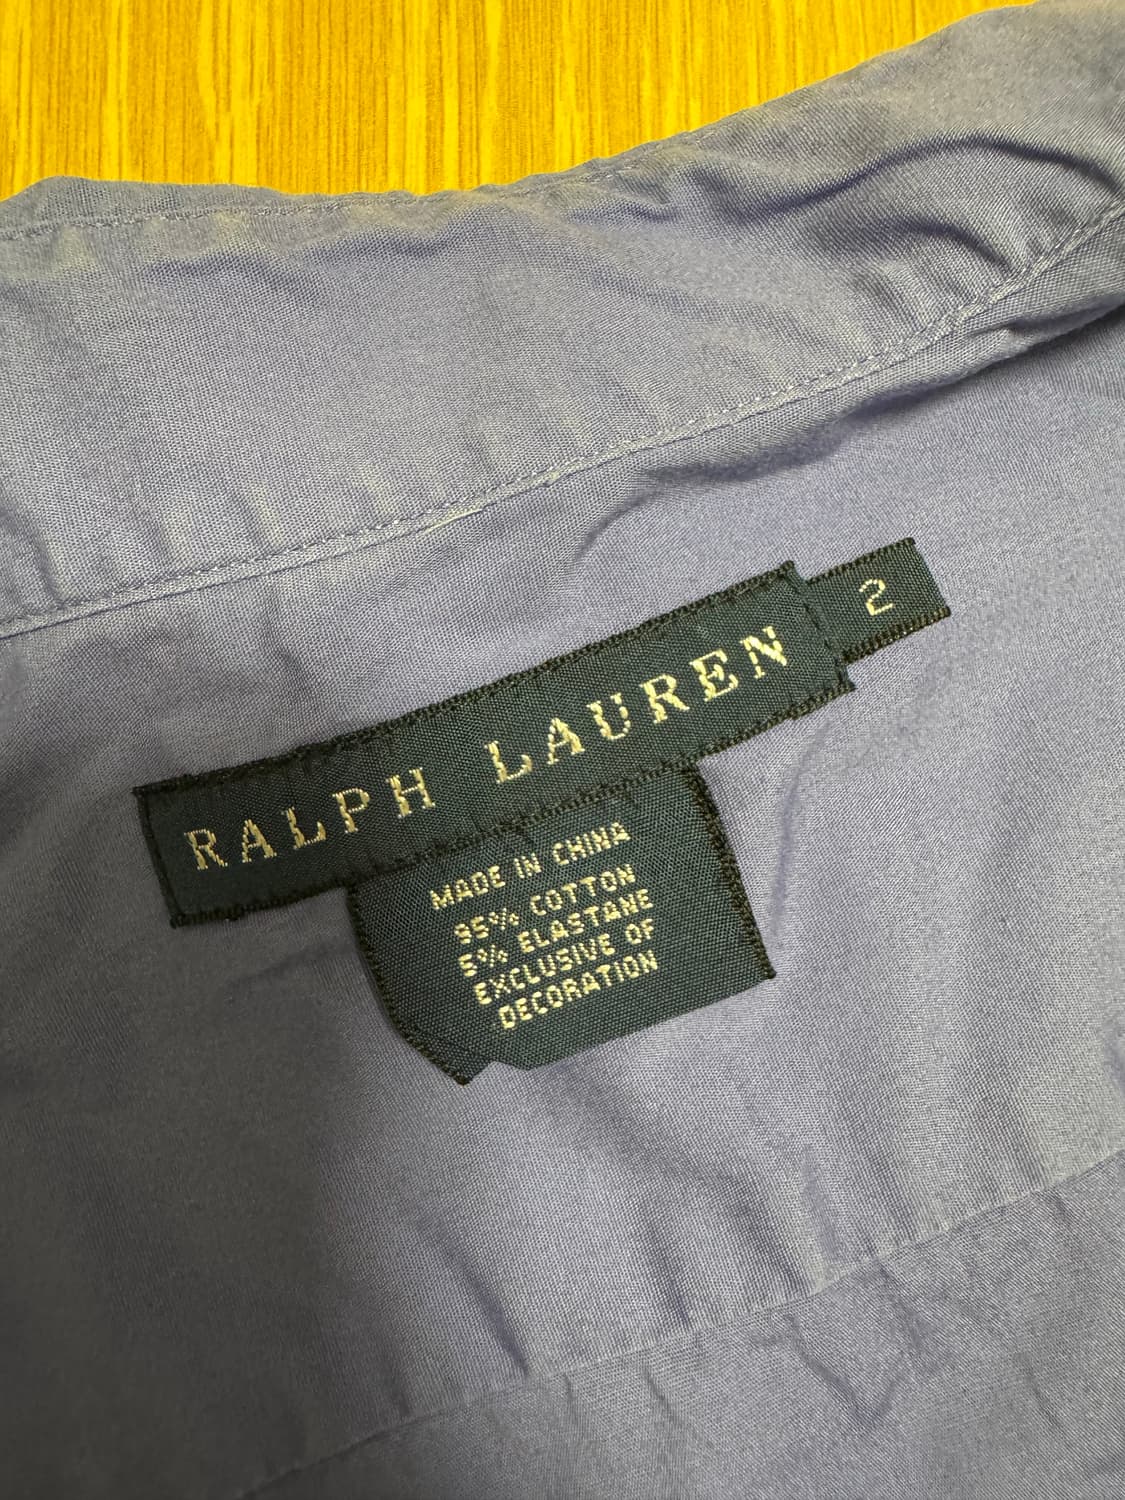 RALPH LAUREN
2
MADE IN CHINA
95% COTTON
5% ELASTANE
EXCLUSIVE OF
DECORATION